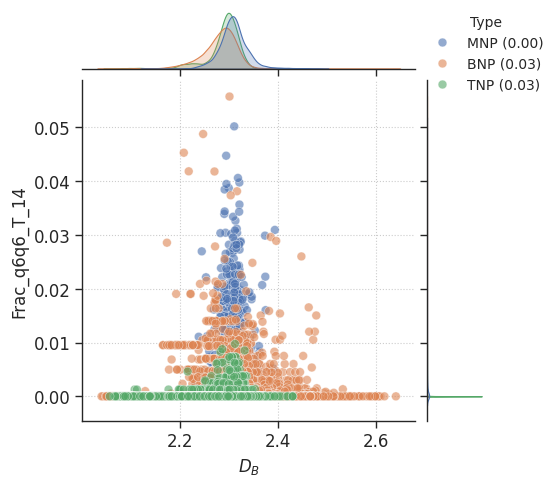 Type
MNP (0.00)
BNP (0.03)
TNP (0.03)
0.05
0.04
0.03
0.02
0.01
0.00
Frac_q6q6_T_14
2.2
2.4
2.6
D_B